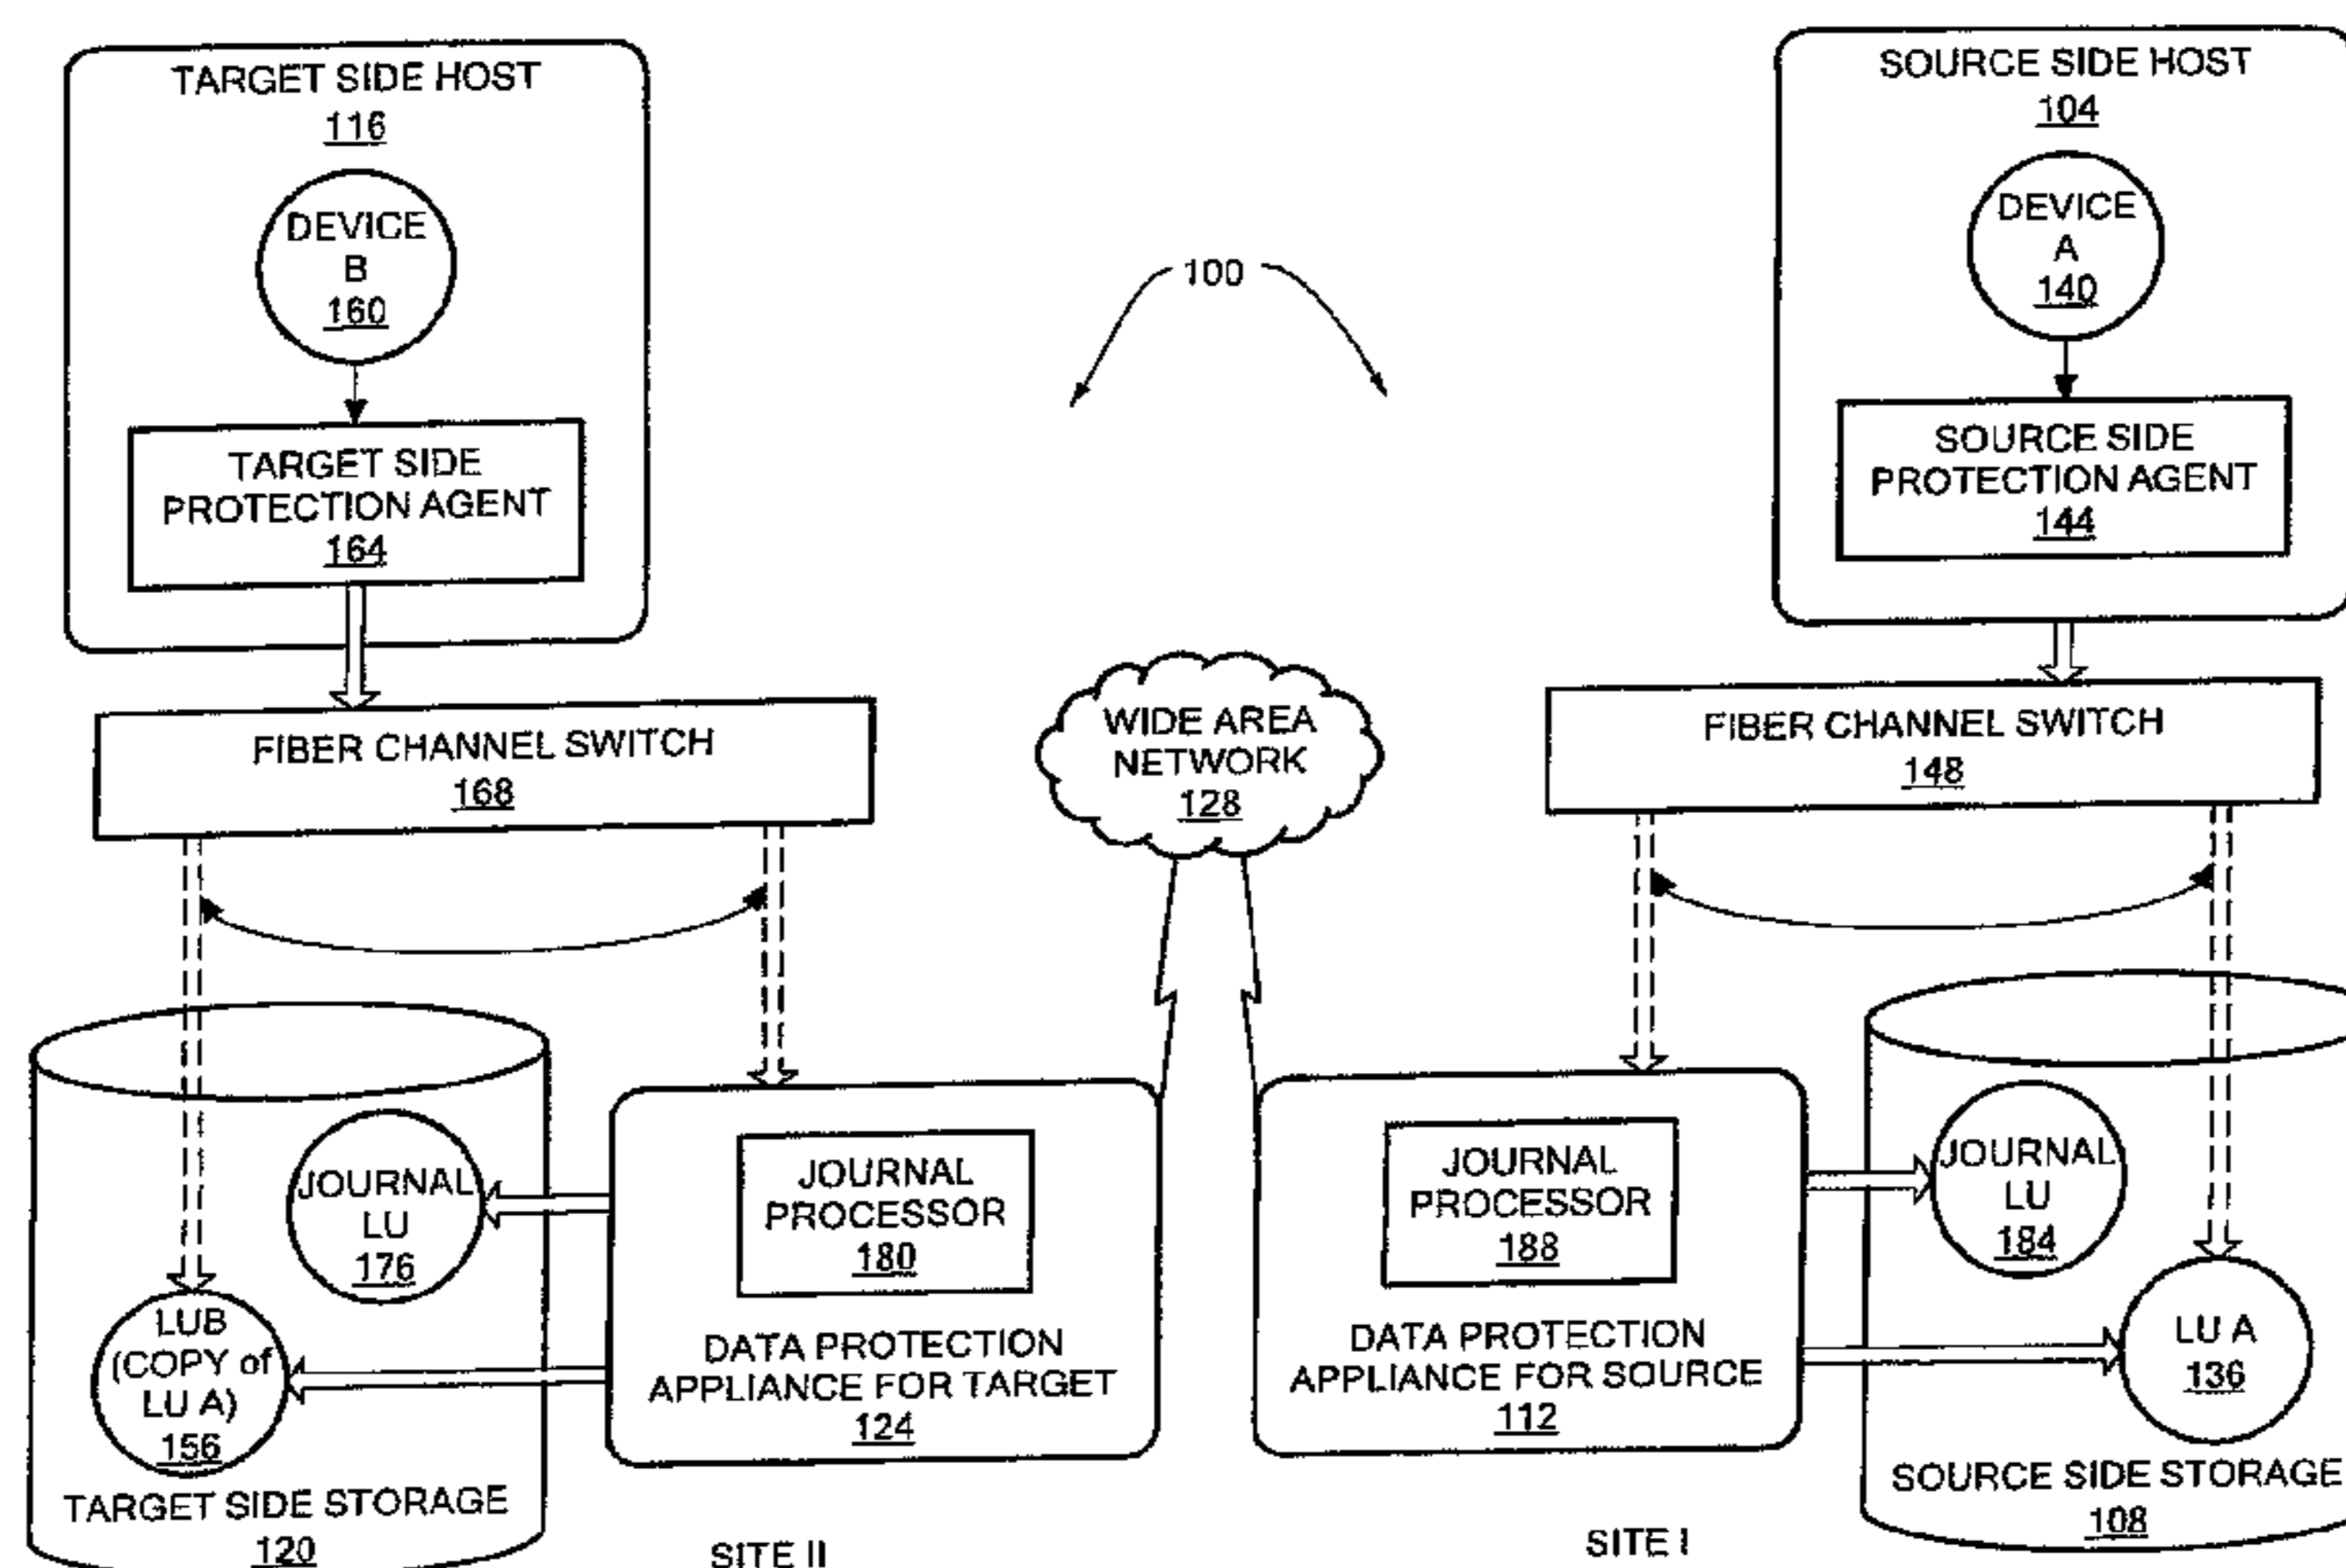 TARGET SIDE HOST
116
DEVICE
B
160
TARGET SIDE
PROTECTION AGENT
164
FIBER CHANNEL SWITCH
168
100
SOURCE SIDE HOST
104
DEVICE
A
140
SOURCE SIDE
PROTECTION AGENT
144
FIBER CHANNEL SWITCH
148
WIDE AREA
NETWORK
128
JOURNAL
LU
176
LUB
(COPY of
LU A)
156
TARGET SIDE STORAGE
120
JOURNAL
PROCESSOR
180
DATA PROTECTION
APPLIANCE FOR TARGET
124
SITE II
JOURNAL
PROCESSOR
188
DATA PROTECTION
APPLIANCE FOR SOURCE
112
SITE I
JOURNAL
LU
184
LU A
136
SOURCE SIDE STORAGE
108